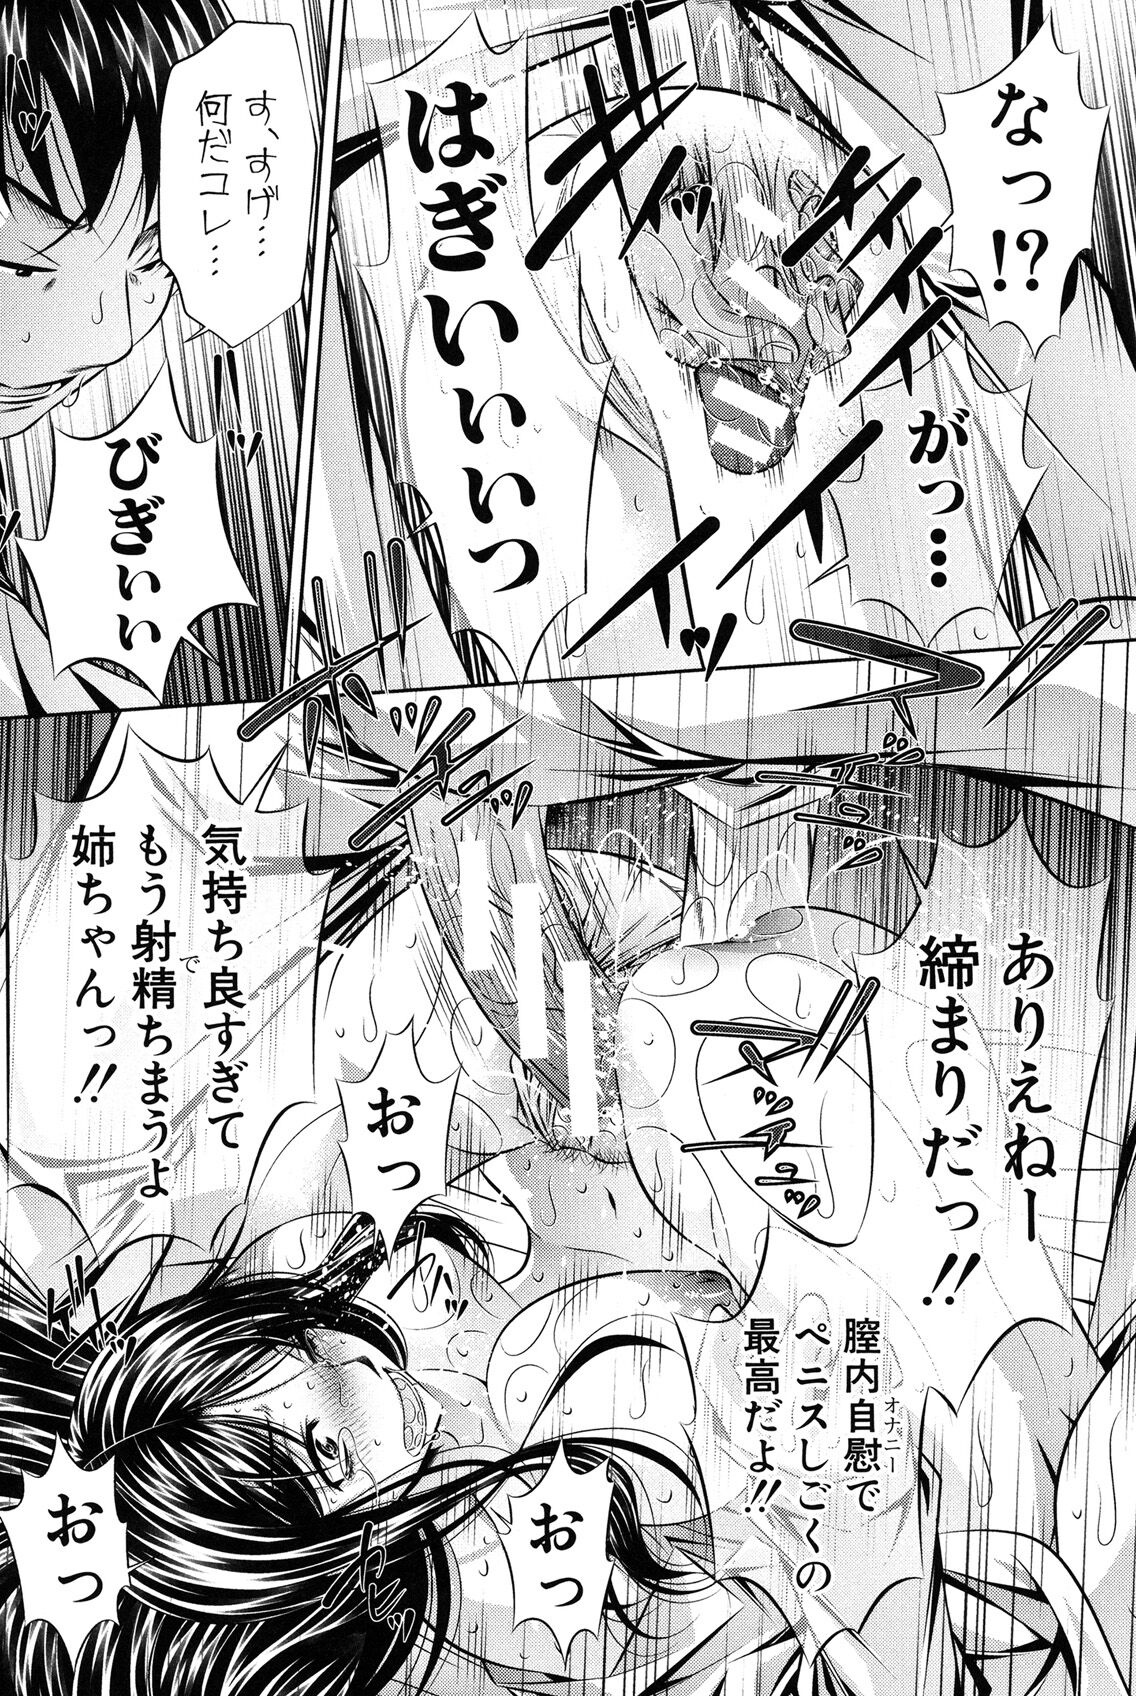 なっ!?
がっ…
はぎいいいっ
す、すげ…
何だコレ…
びぎぃぃ
ありえねー
締まりだっ!!
膣内自慰で
オナニー
ペニスしごくの
最高だよ!!
気持ち良すぎて
もう射精ちまうよ
で
姉ちゃんっ!!
おっ
おっ
おっ